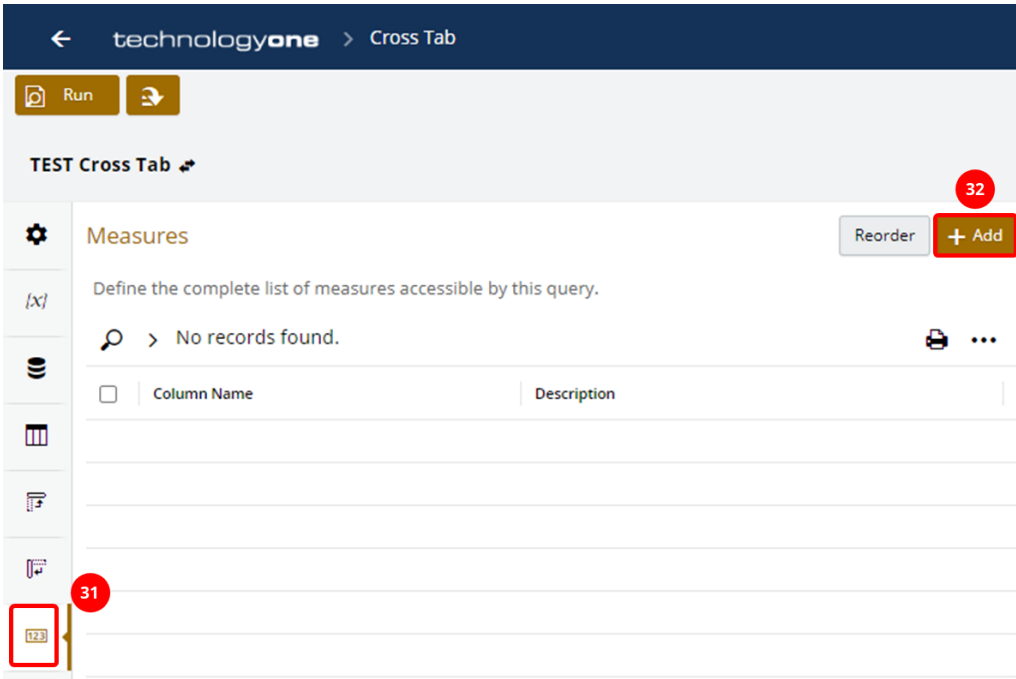 technologyone > Cross Tab
Run
TEST Cross Tab
32
Measures
Reorder
+ Add
Define the complete list of measures accessible by this query.
{x}
> No records found.
Column Name
Description
31
123